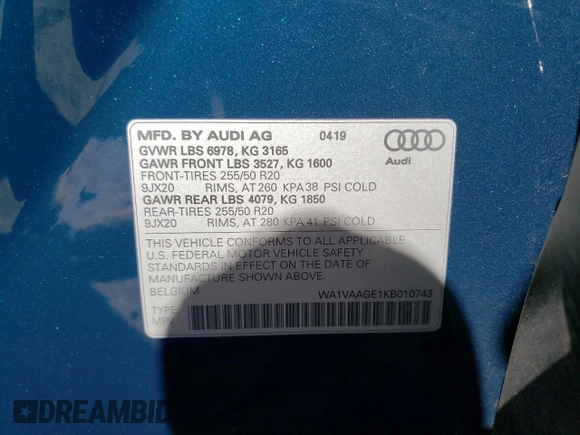 MFD. BY AUDI AG 0419
GVWR LBS 6978, KG 3165
GAWR FRONT LBS 3527, KG 1600
FRONT-TIRES 255/50 R20
9JX20 RIMS, AT 260 KPA 38 PSI COLD
GAWR REAR LBS 4079, KG 1850
REAR-TIRES 255/50 R20
9JX20 RIMS, AT 280 KPA 41 PSI COLD
Audi
THIS VEHICLE CONFORMS TO ALL APPLICABLE
U.S. FEDERAL MOTOR VEHICLE SAFETY
STANDARDS IN EFFECT ON THE DATE OF
MANUFACTURE SHOWN ABOVE.
WA1VAAGE1KB010743
TYPE:
MPV
DREAMBID